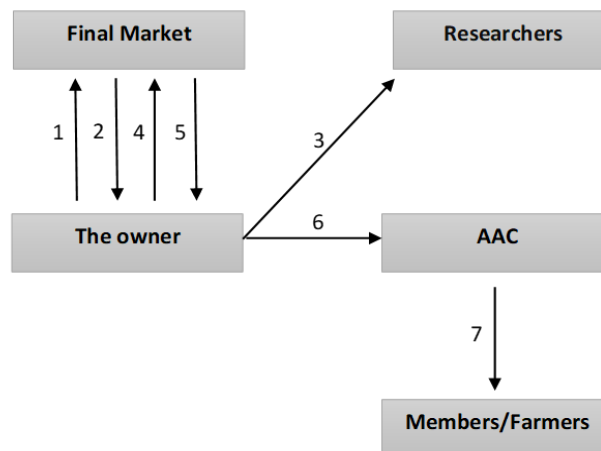 Final Market
Researchers
1
2
4
5
3
The owner
6
AAC
7
Members/Farmers